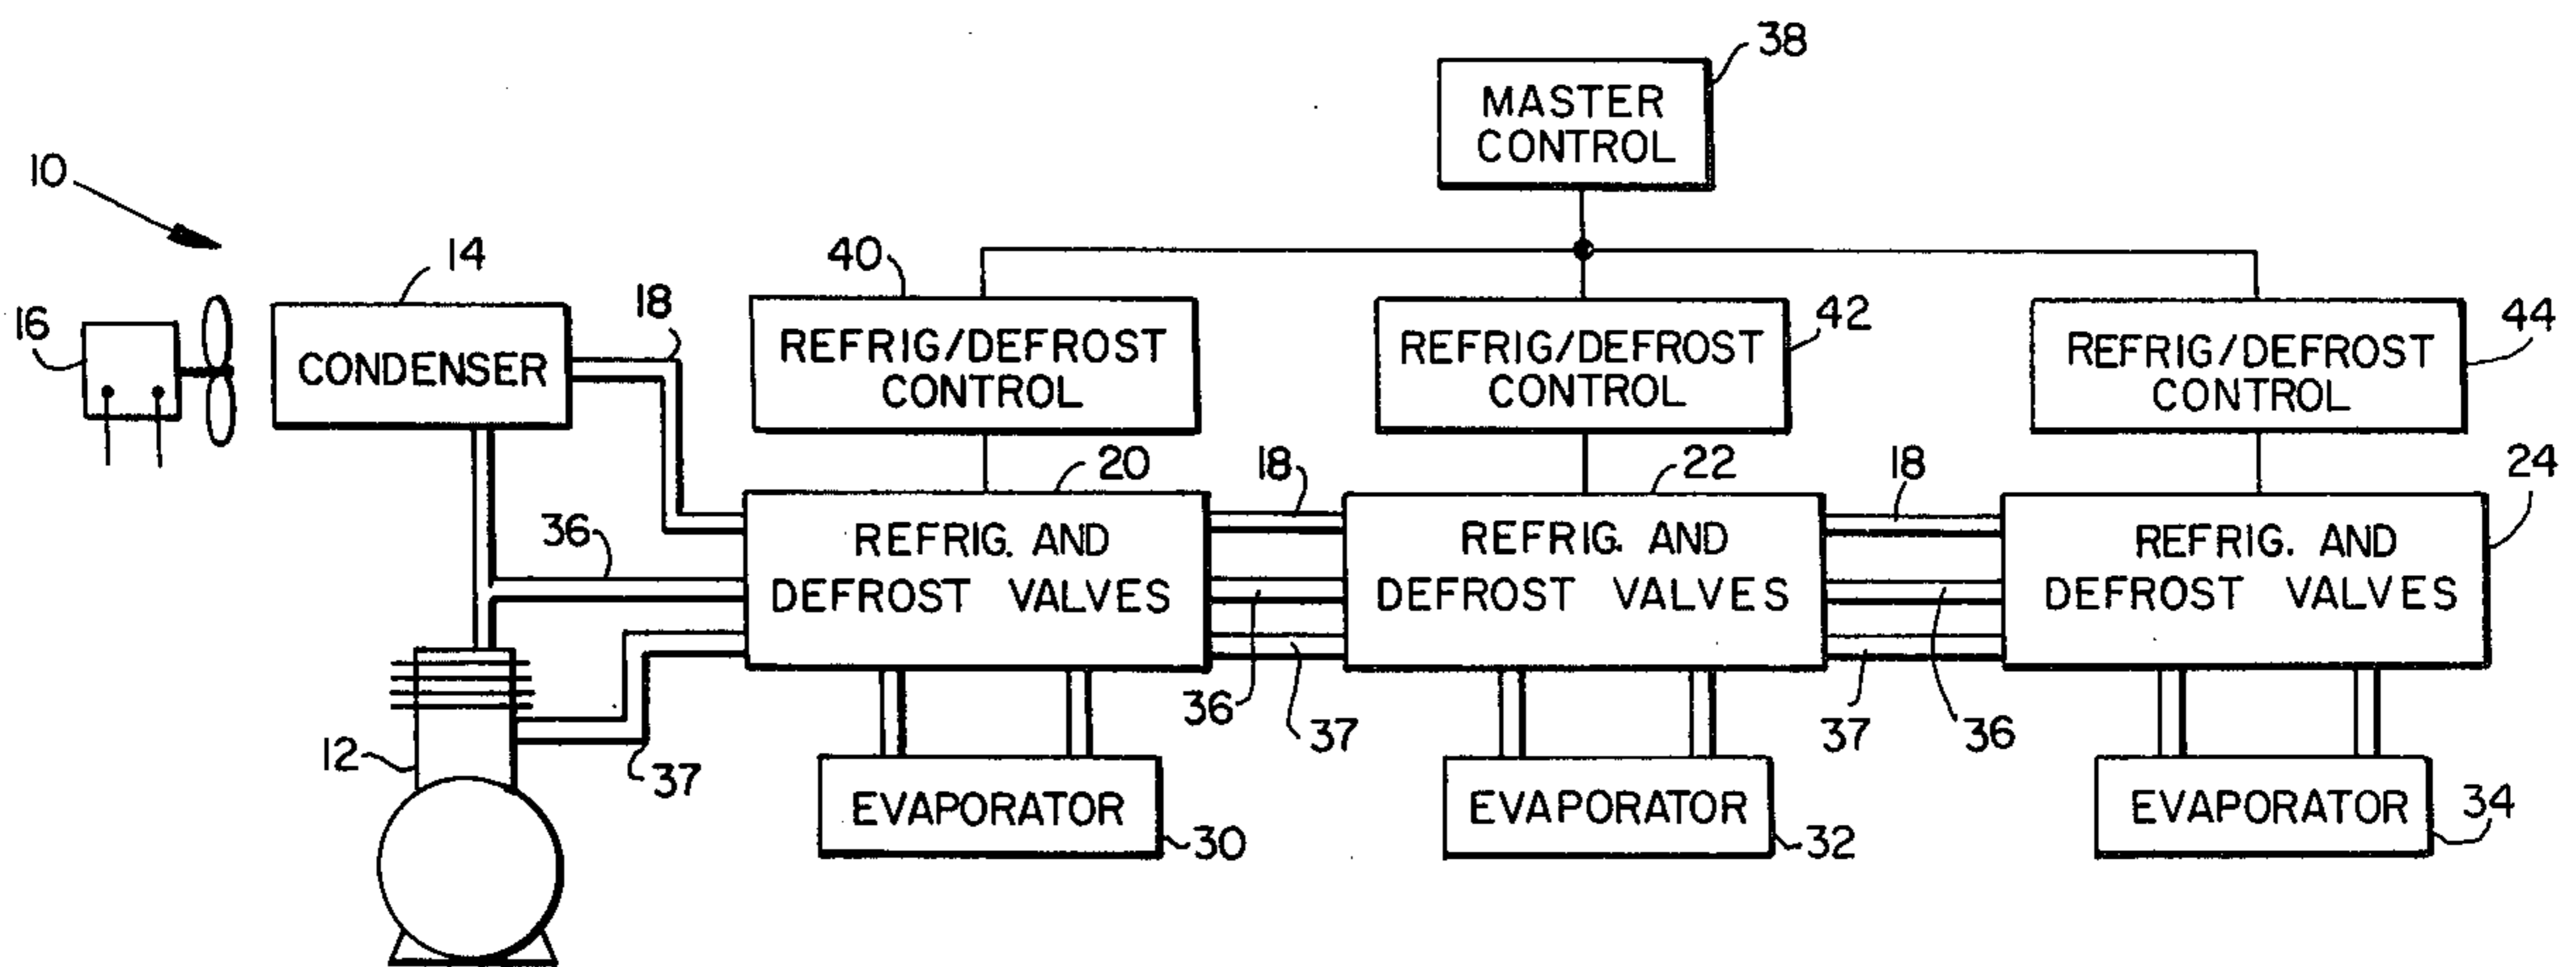 38
MASTER
CONTROL
10
14
18
40
42
44
16
CONDENSER
REFRIG/DEFROST
CONTROL
REFRIG/DEFROST
CONTROL
REFRIG/DEFROST
CONTROL
20
18
22
18
24
36
REFRIG. AND
DEFROST VALVES
REFRIG. AND
DEFROST VALVES
REFRIG. AND
DEFROST VALVES
36
37
37
36
12
37
EVAPORATOR
30
EVAPORATOR
32
EVAPORATOR
34